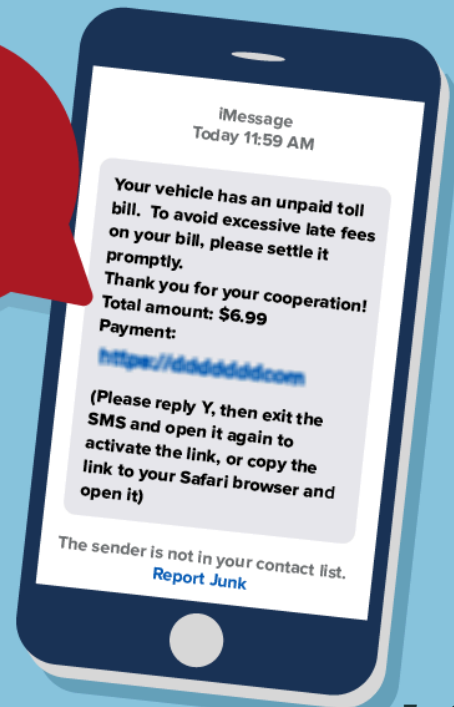 iMessage
Today 11:59 AM
Your vehicle has an unpaid toll
bill. To avoid excessive late fees
on your bill, please settle it
promptly.
Thank you for your cooperation!
Total amount: $6.99
Payment:
(Please reply Y, then exit the
SMS and open it again to
activate the link, or copy the
link to your Safari browser and
open it)
The sender is not in your contact list.
Report Junk